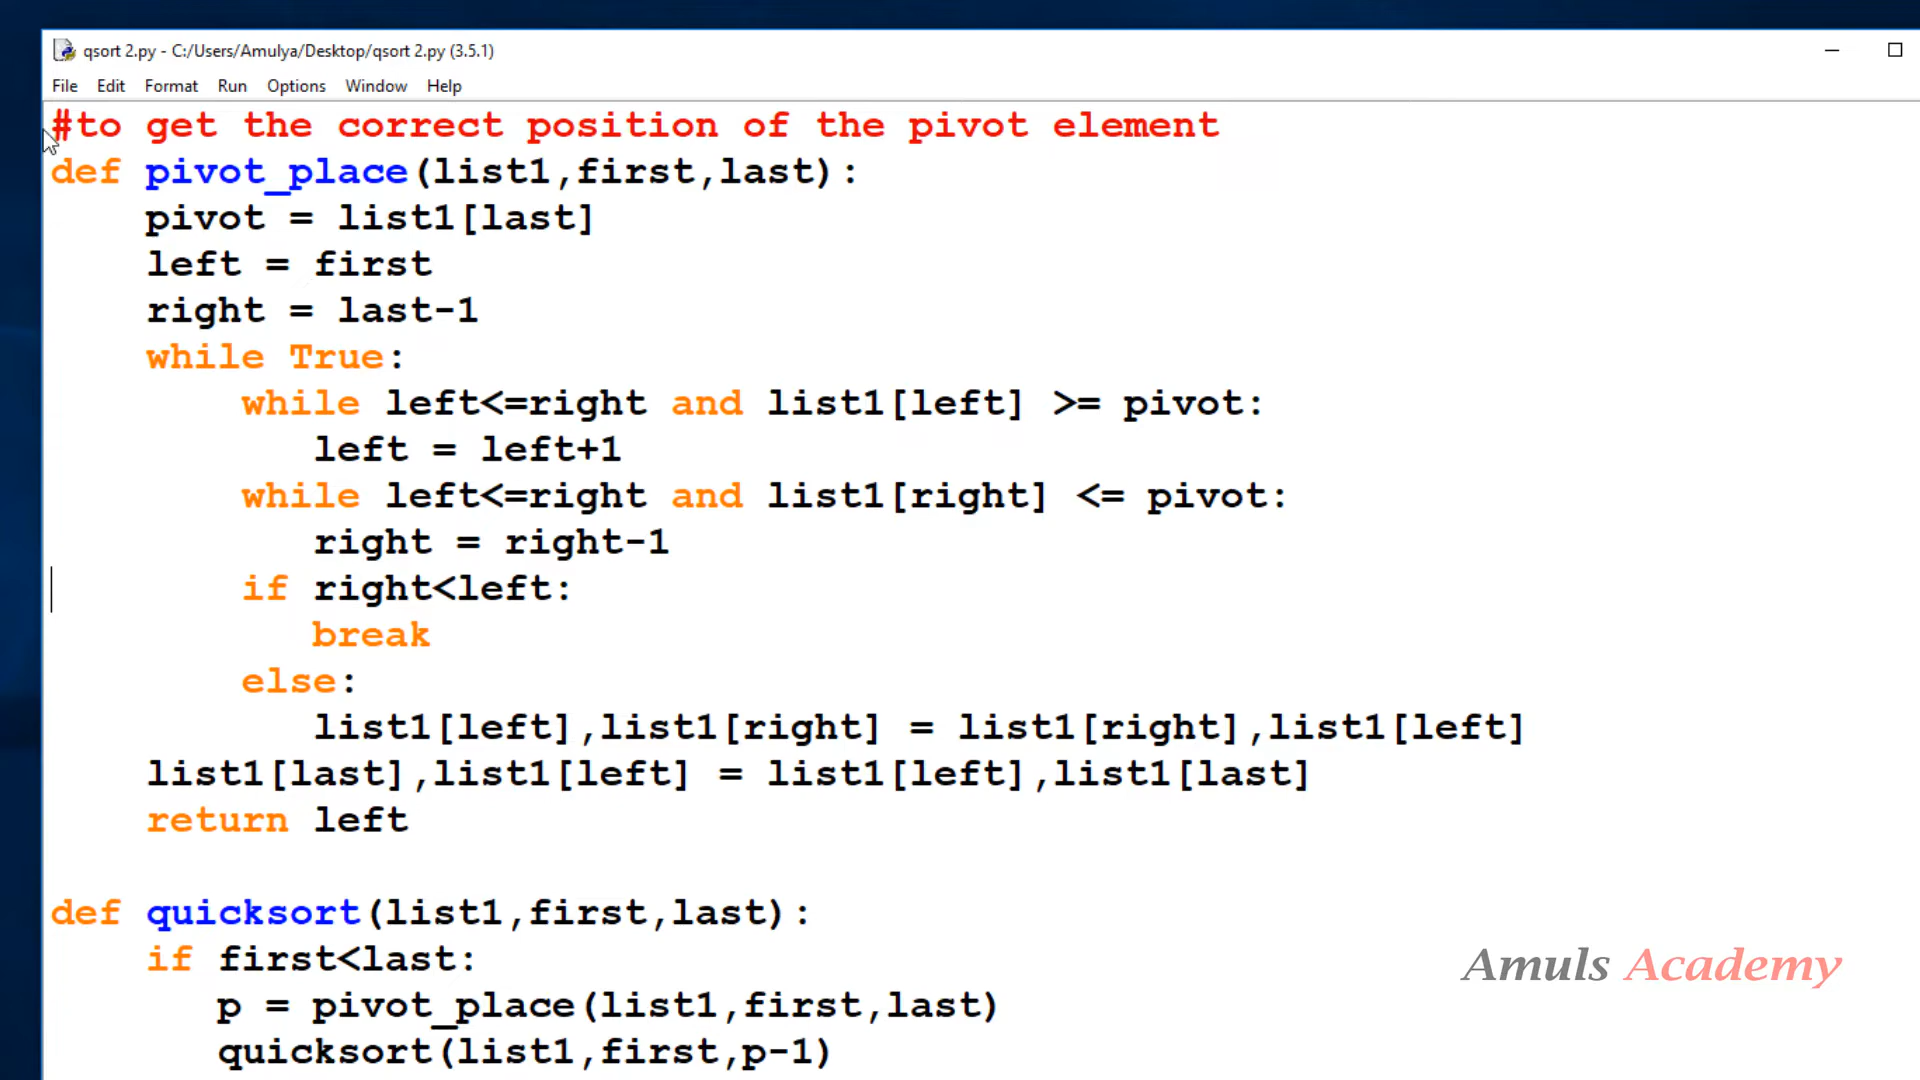 qsort 2.py - C:/Users/Amulya/Desktop/qsort 2.py (3.5.1)
File Edit Format Run Options Window Help
#to get the correct position of the pivot element
def pivot_place(list1,first,last):
    pivot = list1[last]
    left = first
    right = last-1
    while True:
        while left<=right and list1[left] >= pivot:
           left = left+1
        while left<=right and list1[right] <= pivot:
           right = right-1
        if right<left:
           break
        else:
           list1[left],list1[right] = list1[right],list1[left]
    list1[last],list1[left] = list1[left],list1[last]
    return left
def quicksort(list1,first,last):
    if first<last:
       p = pivot_place(list1,first,last)
       quicksort(list1,first,p-1)
Amuls Academy